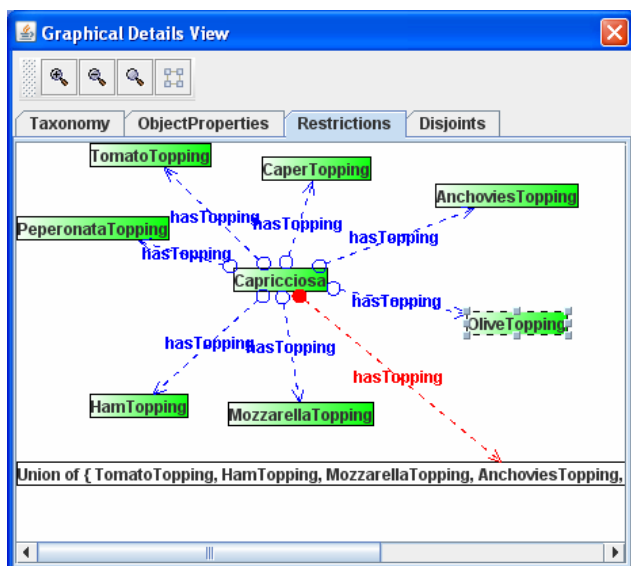 Graphical Details View
Taxonomy ObjectProperties Restrictions Disjoints
TomatoTopping
CaperTopping
AnchoviesTopping
hasTopping
PeperonataTopping
hasTopping
hasTopping
Capricciosa
hasTopping
OliveTopping
hasTopping
hasTopping
hasTopping
HamTopping
MozzarellaTopping
Union of { TomatoTopping, HamTopping, MozzarellaTopping, AnchoviesTopping,